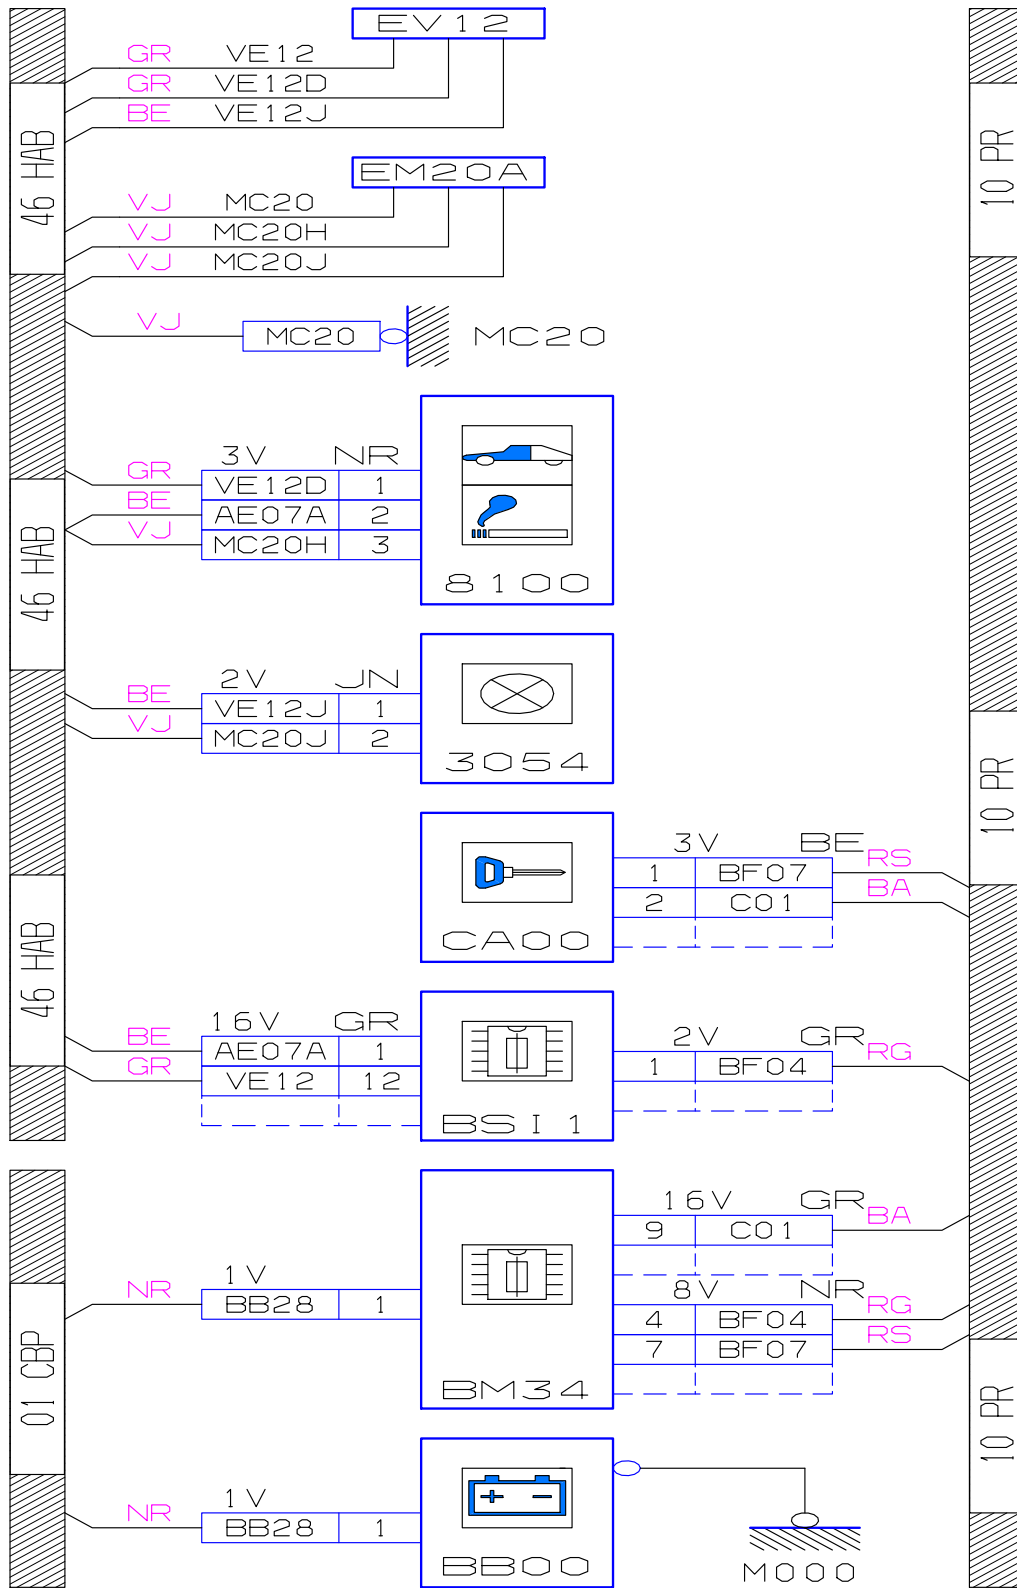 EV12
GR VE12
GR VE12D
BE VE12J
46 HAB
10 PR
EM20A
VJ MC20
VJ MC20H
VJ MC20J
VJ MC20 MC20
3V NR
GR VE12D 1
BE AE07A 2
VJ MC20H 3
8100
46 HAB
2V JN
BE VE12J 1
VJ MC20J 2
3054
10 PR
3V BE
1 BF07 RS
2 C01 BA
CA00
46 HAB
16V GR
BE AE07A 1
GR VE12 12
2V GR
1 BF04 RG
BSI1
16V GR
9 C01 BA
1V
NR BB28 1
8V NR
4 BF04 RG
7 BF07 RS
BM34
01 CBP
10 PR
1V
NR BB28 1
+ -
BB00
M000